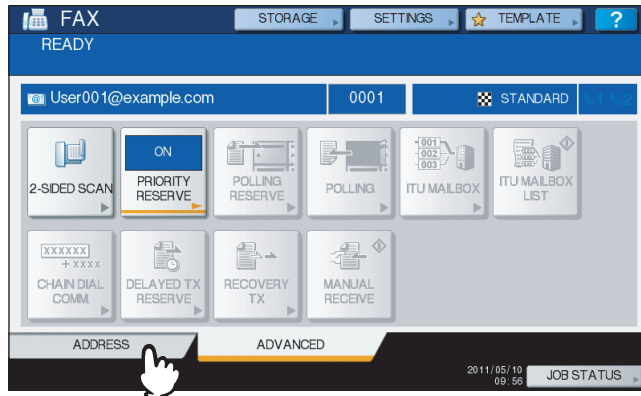 FAX
STORAGE
SETTINGS
TEMPLATE
?
READY
User001@example.com
0001
STANDARD
1
2
2-SIDED SCAN
ON
PRIORITY
RESERVE
POLLING
RESERVE
POLLING
001
002
003
ITU MAILBOX
ITU MAILBOX
LIST
XXXXXX
+XXXX
CHAIN DIAL
COMM.
DELAYED TX
RESERVE
RECOVERY
TX
MANUAL
RECEIVE
ADDRESS
ADVANCED
2011/05/10
09:56
JOB STATUS